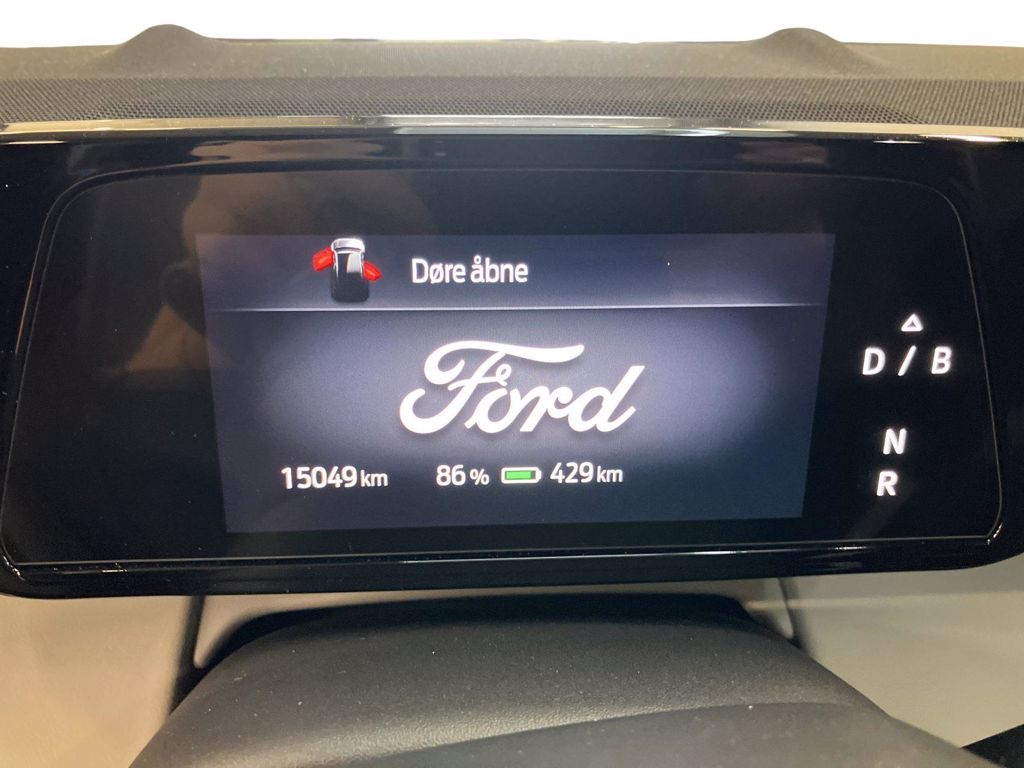 Døre åbne
Ford
15049 km 86 % 429 km
D / B
N
R